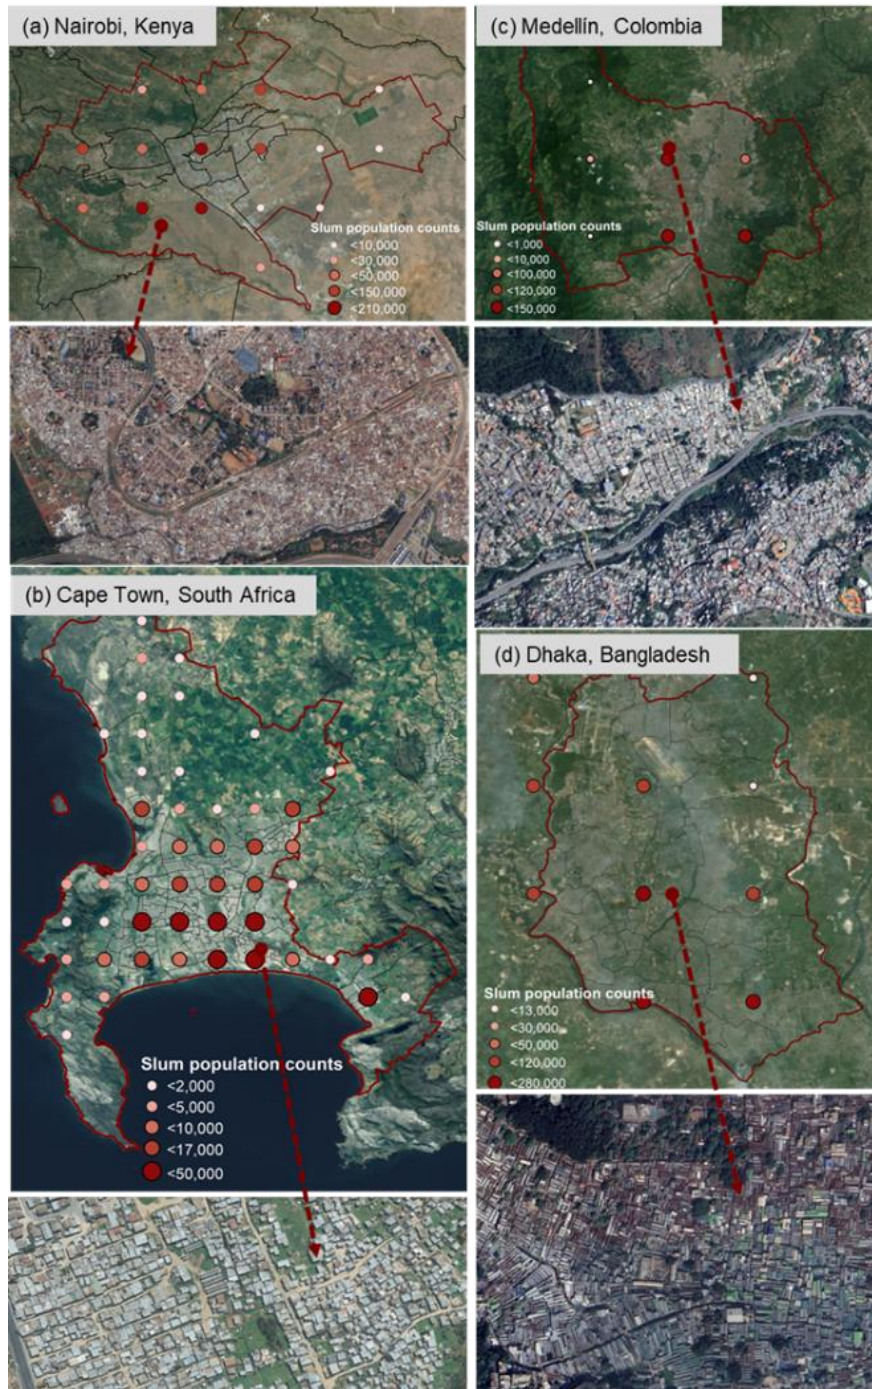 (a) Nairobi, Kenya
Slum population counts
<10,000
<30,000
<50,000
<150,000
<210,000
(b) Cape Town, South Africa
Slum population counts
<2,000
<5,000
<10,000
<17,000
<50,000
(c) Medellín, Colombia
Slum population counts
<1,000
<10,000
<100,000
<120,000
<150,000
(d) Dhaka, Bangladesh
Slum population counts
<13,000
<30,000
<50,000
<120,000
<280,000